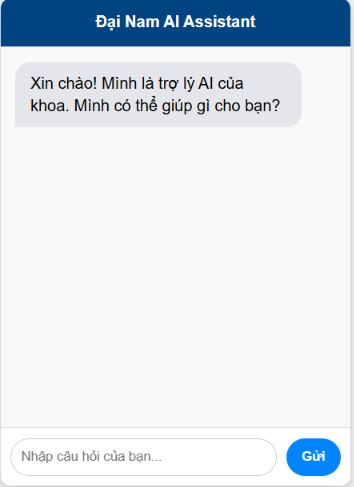 Đại Nam AI Assistant
Xin chào! Mình là trợ lý AI của
khoa. Mình có thể giúp gì cho bạn?
Nhập câu hỏi của bạn...
Gửi